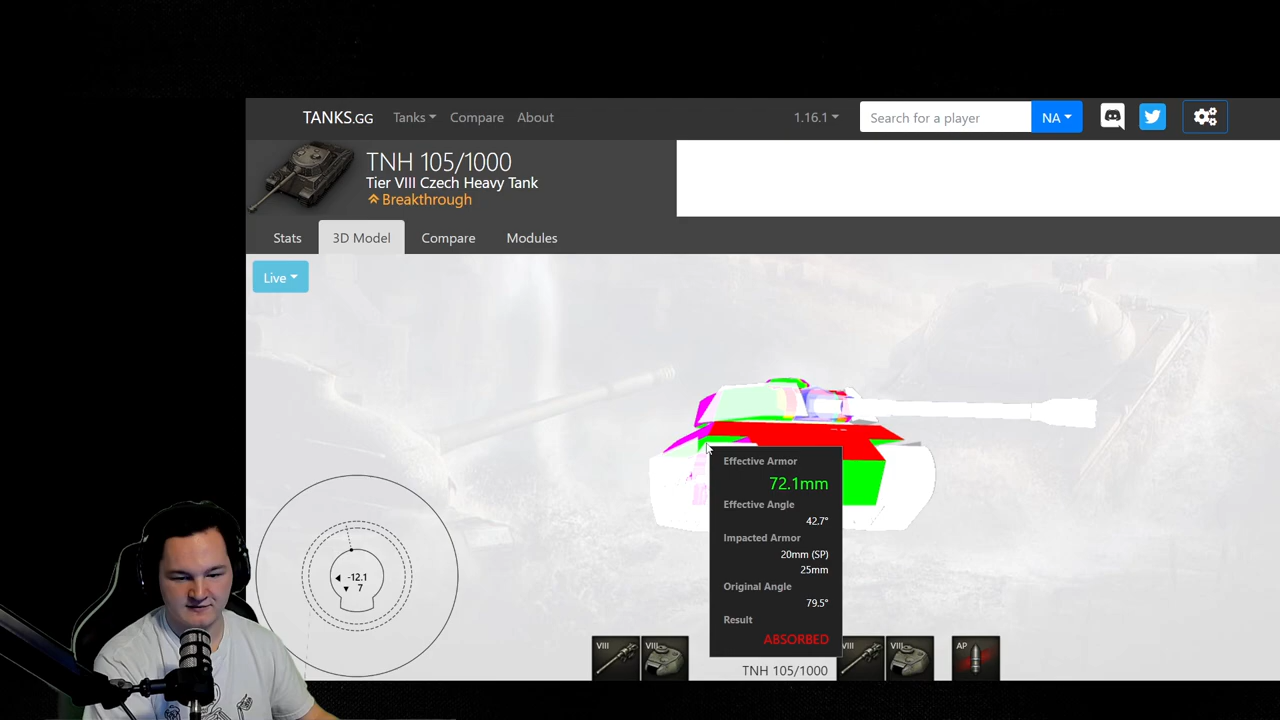 TANKS.GG Tanks Compare About 1.16.1 Search for a player NA
TNH 105/1000
Tier VIII Czech Heavy Tank
Breakthrough
Stats 3D Model Compare Modules
Live
Effective Armor
72.1mm
Effective Angle
42.7°
Impacted Armor
20mm (SP)
25mm
Original Angle
79.5°
Result
ABSORBED
-12.1
7
VIII VIII VIII VIII AP
TNH 105/1000